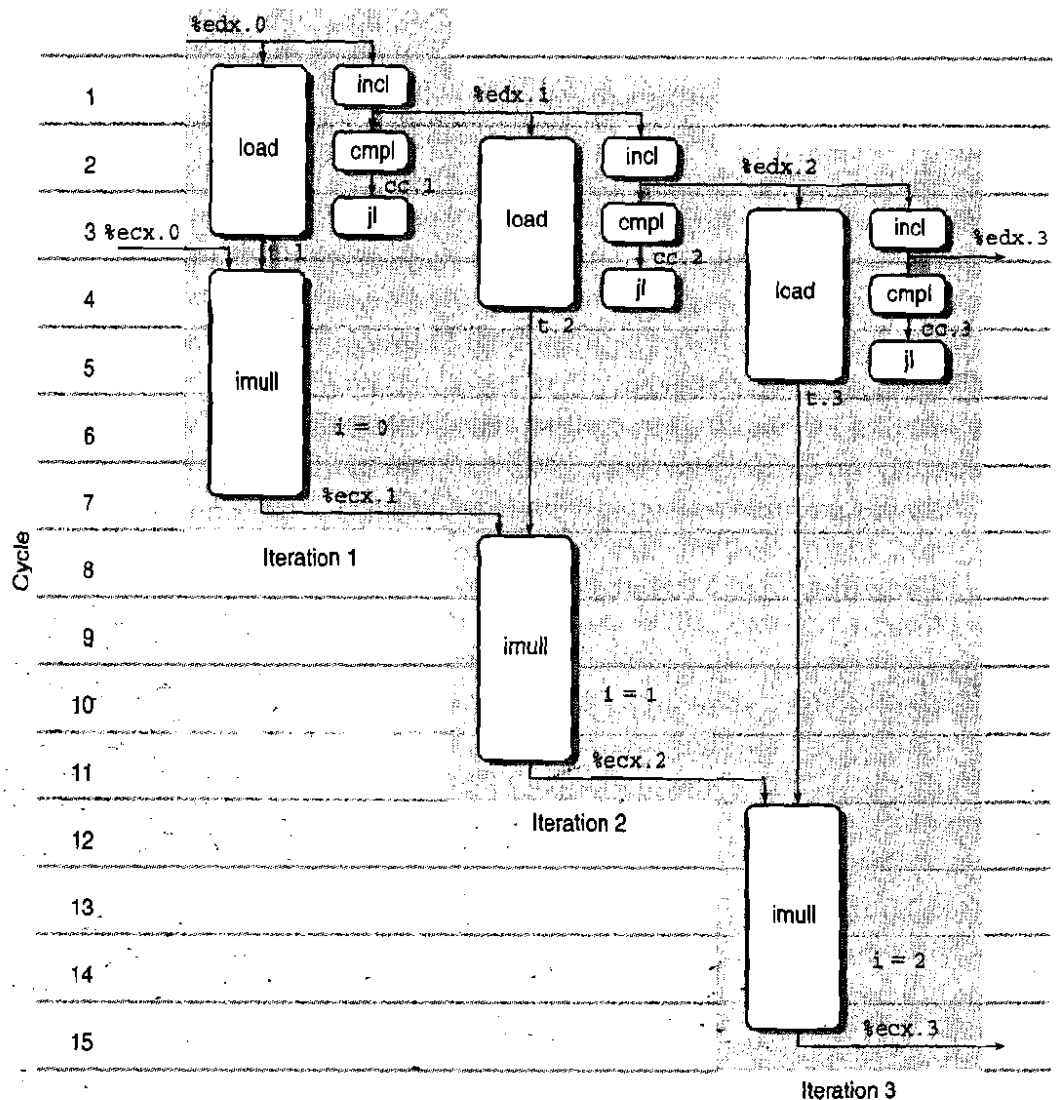 %edx.0
1
load
incl
%edx.1
2
cmpl
load
incl
%edx.2
cc.1
3
%ecx.0
jl
cmpl
load
incl
%edx.3
t.1
cc.2
4
jl
cmpl
t.2
cc.3
5
imull
jl
t.3
6
i = 0
7
%ecx.1
Cycle
8
Iteration 1
9
imull
10
i = 1
11
%ecx.2
12
Iteration 2
13
imull
14
i = 2
15
%ecx.3
Iteration 3